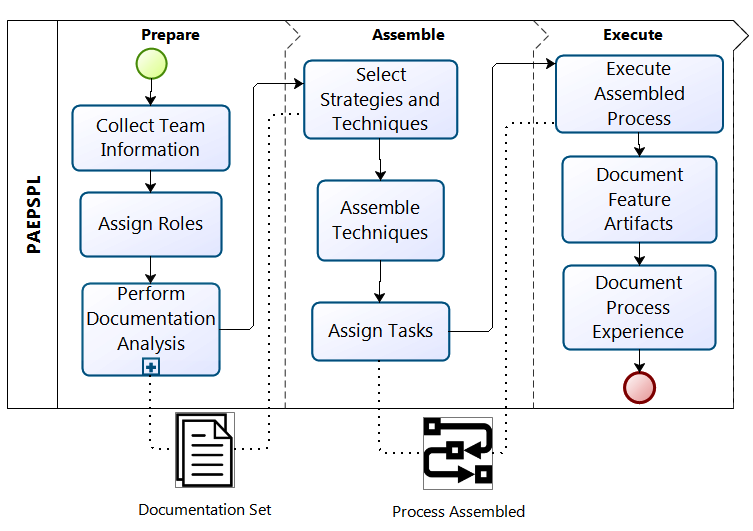 PAEPSPL
Prepare
Collect Team
Information
Assign Roles
Perform
Documentation
Analysis
Assemble
Select
Strategies and
Techniques
Assemble
Techniques
Assign Tasks
Execute
Execute
Assembled
Process
Document
Feature
Artifacts
Document
Process
Experience
Documentation Set
Process Assembled